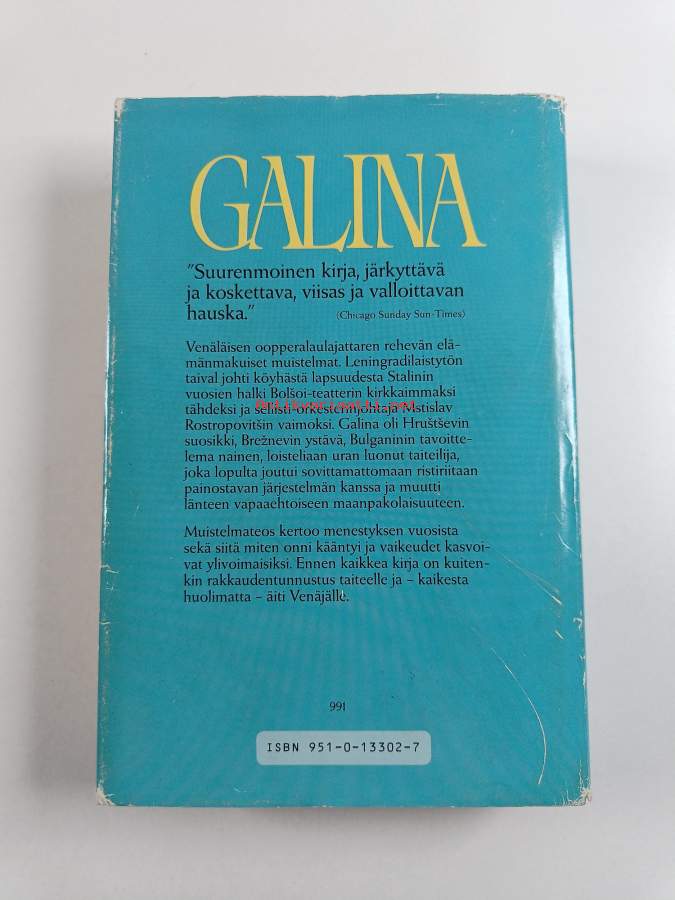 GALINA
"Suurenmoinen kirja, järkyttävä
ja koskettava, viisas ja valloittavan
hauska."
(Chicago Sunday Sun-Times)
Venäläisen oopperalaulajattaren rehevän elä-
mänmakuiset muistelmat. Leningradilaistytön
taival johti köyhästä lapsuudesta Stalinin
vuosien halki Bolšoi-teatterin kirkkaimmaksi
tähdeksi ja sellisti-orkesterinjohtaja Mstislav
Rostropovitšin vaimoksi. Galina oli Hruštševin
suosikki, Brežnevin ystävä, Bulganinin tavoitte-
lema nainen, loisteliaan uran luonut taiteilija,
joka lopulta joutui sovittamattomaan ristiriitaan
painostavan järjestelmän kanssa ja muutti
länteen vapaaehtoiseen maanpakolaisuuteen.
Muistelmateos kertoo menestyksen vuosista
sekä siitä miten onni kääntyi ja vaikeudet kasvoi-
vat ylivoimaisiksi. Ennen kaikkea kirja on kuiten-
kin rakkaudentunnustus taiteelle ja – kaikesta
huolimatta – äiti Venäjälle.
991
ISBN 951-0-13302-7